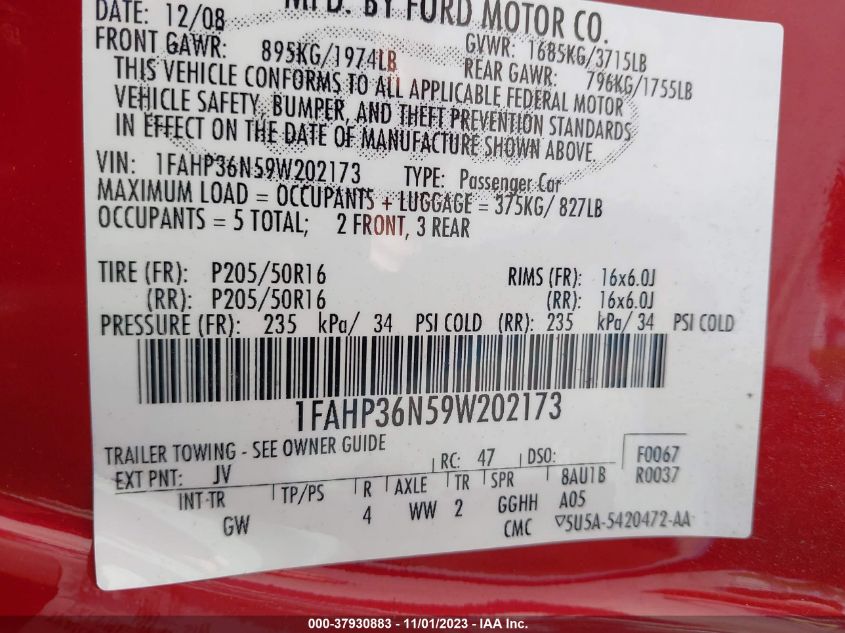 DATE: 12/08
MFD. BY FORD MOTOR CO.
FRONT GAWR: 895KG/1974LB
GVWR: 1685KG/3715LB
REAR GAWR: 796KG/1755LB
THIS VEHICLE CONFORMS TO ALL APPLICABLE FEDERAL MOTOR
VEHICLE SAFETY, BUMPER, AND THEFT PREVENTION STANDARDS
IN EFFECT ON THE DATE OF MANUFACTURE SHOWN ABOVE.
VIN: 1FAHP36N59W202173 TYPE: Passenger Car
MAXIMUM LOAD = OCCUPANTS + LUGGAGE = 375KG/ 827LB
OCCUPANTS = 5 TOTAL; 2 FRONT, 3 REAR
TIRE (FR): P205/50R16 RIMS (FR): 16x6.0J
(RR): P205/50R16 (RR): 16x6.0J
PRESSURE (FR): 235 kPa/ 34 PSI COLD (RR): 235 kPa/ 34 PSI COLD
1FAHP36N59W202173
TRAILER TOWING - SEE OWNER GUIDE
EXT PNT: JV RC: 47 DSO: F0067
R0037
INT TR TP/PS R AXLE TR SPR 8AU1B
GW 4 WW 2 GGHH A05
CMC ▽5U5A-5420472-AA
000-37930883 - 11/01/2023 - IAA Inc.